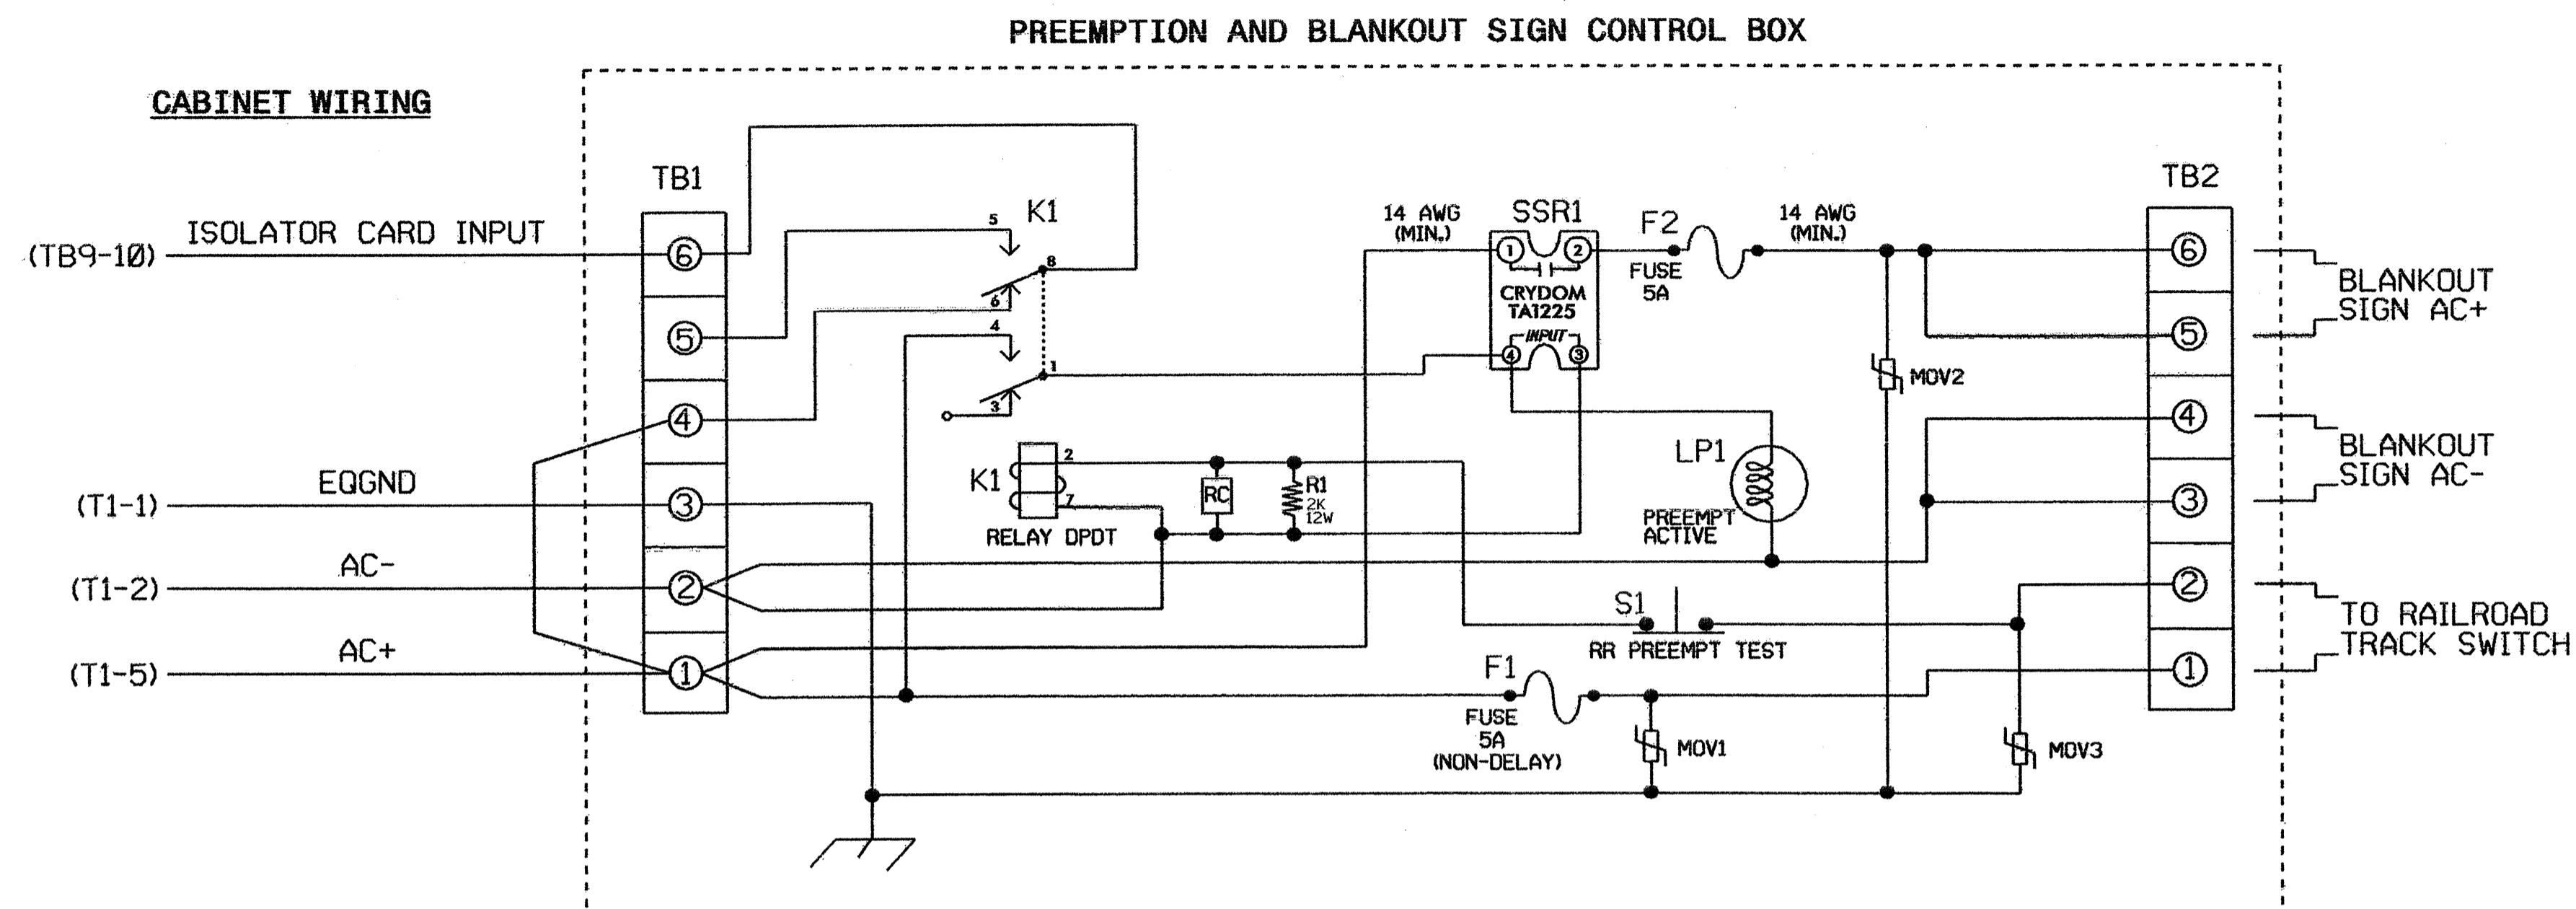 PREEMPTION AND BLANKOUT SIGN CONTROL BOX
CABINET WIRING
TB1
(TB9-10)
ISOLATOR CARD INPUT
6
5
4
(T1-1)
EQGND
3
(T1-2)
AC-
2
(T1-5)
AC+
1
K1
5
8
6
4
1
3
K1
2
7
RELAY DPDT
RC
R1
2K
12W
14 AWG
(MIN.)
SSR1
1
2
CRYDOM
TA1225
INPUT
4
3
F2
FUSE
5A
14 AWG
(MIN.)
LP1
PREEMPT
ACTIVE
S1
RR PREEMPT TEST
F1
FUSE
5A
(NON-DELAY)
MOV1
MOV2
MOV3
TB2
6
5
4
3
2
1
BLANKOUT
SIGN AC+
BLANKOUT
SIGN AC-
TO RAILROAD
TRACK SWITCH